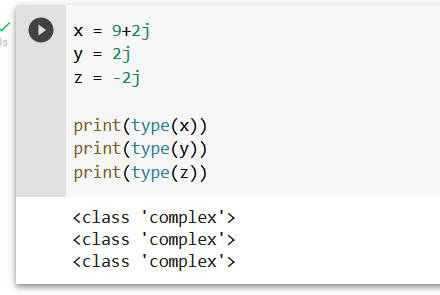 x = 9+2j
y = 2j
z = -2j
print(type(x))
print(type(y))
print(type(z))
<class 'complex'>
<class 'complex'>
<class 'complex'>